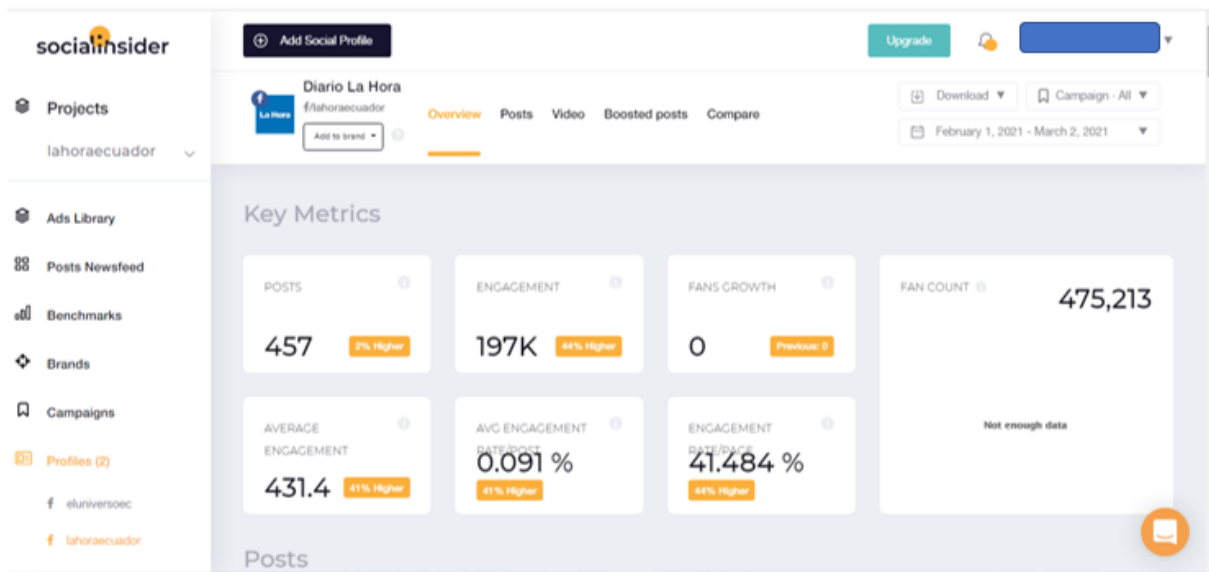 socialinsider
Add Social Profile
Upgrade
Projects
lahoraecuador
Ads Library
Posts Newsfeed
Benchmarks
Brands
Campaigns
Profiles (2)
eluniversoec
lahoraecuador
La Hora
Diario La Hora
f/lahoraecuador
Add to brand
Overview Posts Video Boosted posts Compare
Download
Campaign - All
February 1, 2021 - March 2, 2021
Key Metrics
POSTS
457
2% Higher
ENGAGEMENT
197K
44% Higher
FANS GROWTH
0
Previous: 0
FAN COUNT
475,213
Not enough data
AVERAGE
ENGAGEMENT
431.4
41% Higher
AVG ENGAGEMENT
RATE/POST
0.091 %
41% Higher
ENGAGEMENT
RATE/PAGE
41.484 %
44% Higher
Posts